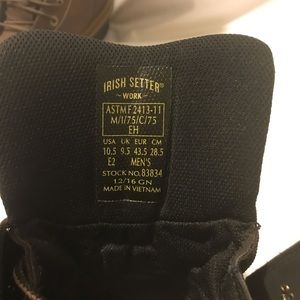 IRISH SETTER®
WORK
ASTM F 2413-11
M/I/75/C/75
EH
USA UK EUR CM
10.5 9.5 43.5 28.5
E2 MEN'S
STOCK NO. 83834
12/16 GN
MADE IN VIETNAM